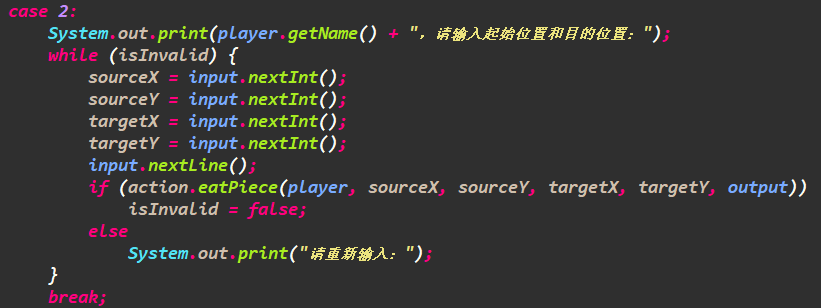 case 2:
System.out.print(player.getName() + ", 请输入起始位置和目的位置：");
while (isInvalid) {
sourceX = input.nextInt();
sourceY = input.nextInt();
targetX = input.nextInt();
targetY = input.nextInt();
input.nextLine();
if (action.eatPiece(player, sourceX, sourceY, targetX, targetY, output))
isInvalid = false;
else
System.out.print("请重新输入：");
}
break;